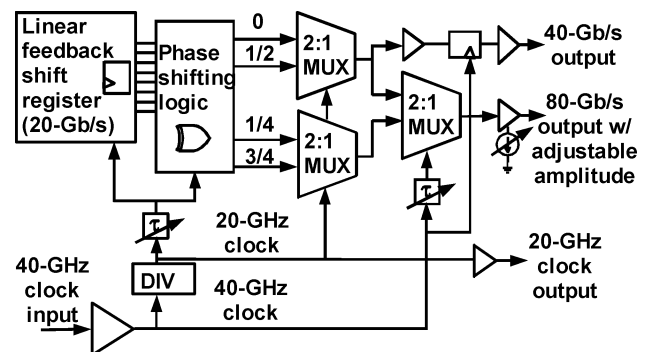 Linear
feedback
shift
register
(20-Gb/s)
Phase
shifting
logic
0
1/2
1/4
3/4
2:1
MUX
2:1
MUX
2:1
MUX
40-Gb/s
output
80-Gb/s
output w/
adjustable
amplitude
τ
τ
20-GHz
clock
20-GHz
clock
output
40-GHz
clock
input
DIV
40-GHz
clock